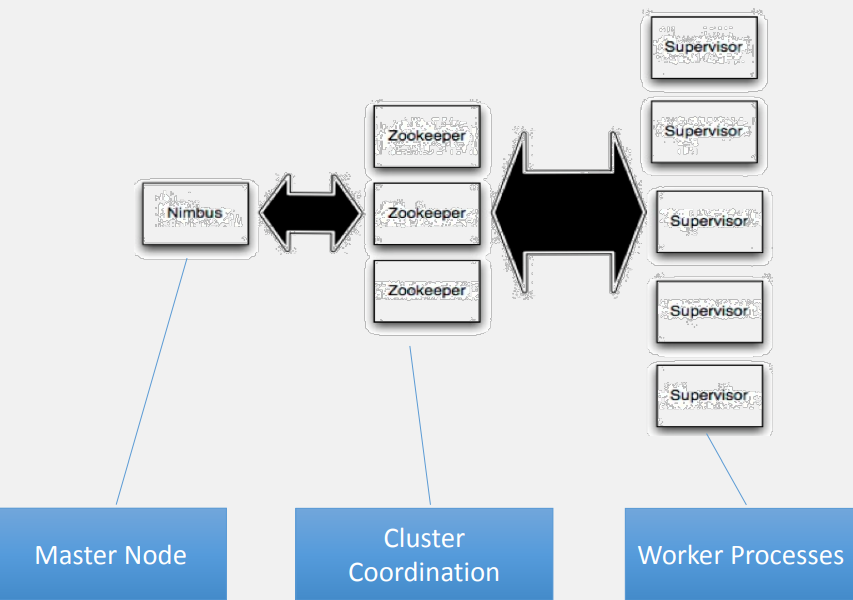 Supervisor
Supervisor
Zookeeper
Nimbus
Zookeeper
Supervisor
Zookeeper
Supervisor
Supervisor
Master Node
Cluster
Coordination
Worker Processes